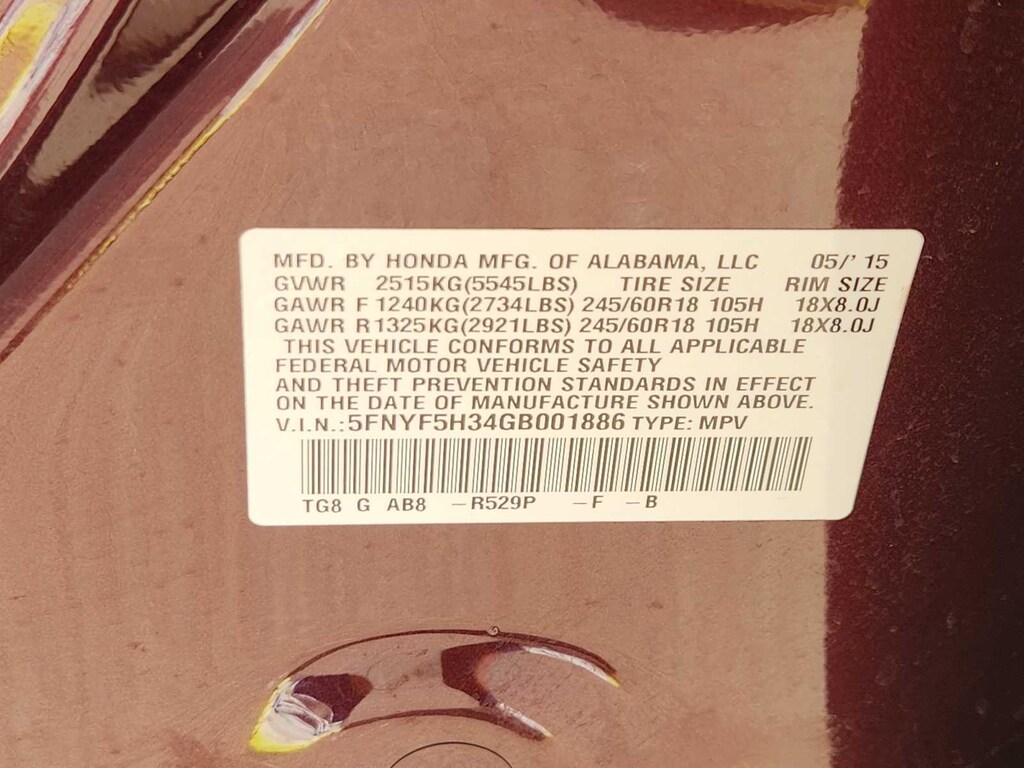 MFD. BY HONDA MFG. OF ALABAMA, LLC 05/' 15
GVWR 2515KG(5545LBS) TIRE SIZE RIM SIZE
GAWR F 1240KG(2734LBS) 245/60R18 105H 18X8.0J
GAWR R1325KG(2921LBS) 245/60R18 105H 18X8.0J
THIS VEHICLE CONFORMS TO ALL APPLICABLE
FEDERAL MOTOR VEHICLE SAFETY
AND THEFT PREVENTION STANDARDS IN EFFECT
ON THE DATE OF MANUFACTURE SHOWN ABOVE.
V.I.N.:5FNYF5H34GB001886 TYPE: MPV
TG8 G AB8 –R529P –F –B